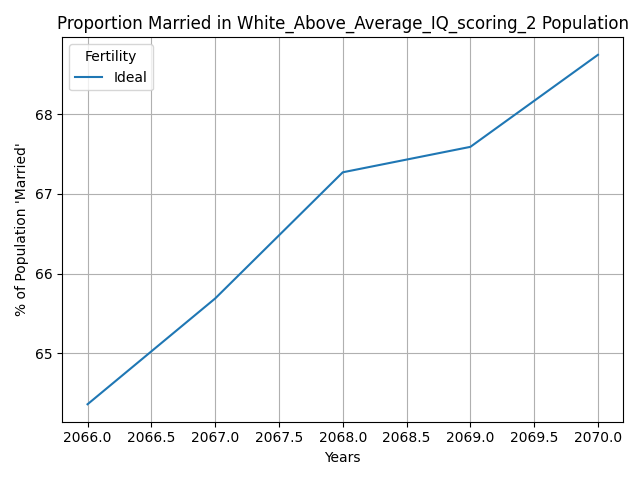 Proportion Married in White_Above_Average_IQ_scoring_2 Population
Fertility
Ideal
% of Population 'Married'
68
67
66
65
2066.0 2066.5 2067.0 2067.5 2068.0 2068.5 2069.0 2069.5 2070.0
Years